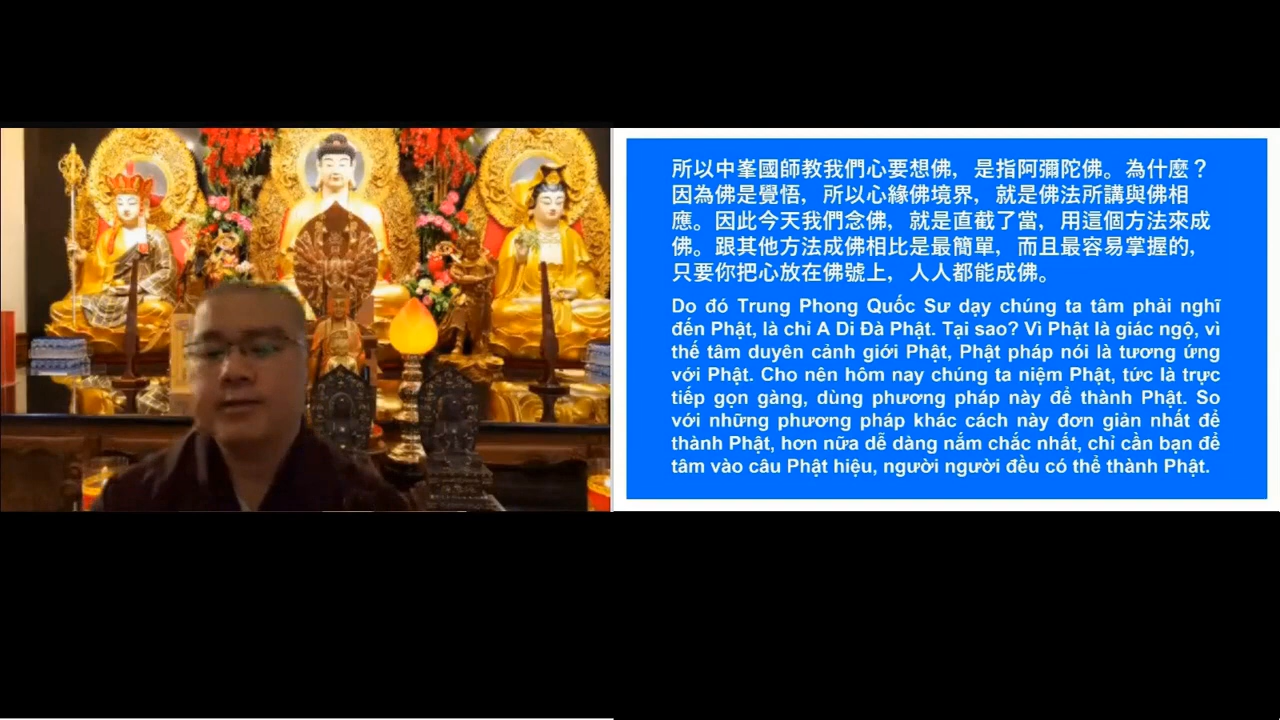 所以中峯國師教我們心要想佛，是指阿彌陀佛。為什麼？
因為佛是覺悟，所以心緣佛境界，就是佛法所講與佛相
應。因此今天我們念佛，就是直截了當，用這個方法來成
佛。跟其他方法成佛相比是最簡單，而且最容易掌握的，
只要你把心放在佛號上，人人都能成佛。
Do đó Trung Phong Quốc Sư dạy chúng ta tâm phải nghĩ
đến Phật, là chỉ A Di Đà Phật. Tại sao? Vì Phật là giác ngộ, vì
thế tâm duyên cảnh giới Phật, Phật pháp nói là tương ứng
với Phật. Cho nên hôm nay chúng ta niệm Phật, tức là trực
tiếp gọn gàng, dùng phương pháp này để thành Phật. So
với những phương pháp khác cách này đơn giản nhất để
thành Phật, hơn nữa dễ dàng nắm chắc nhất, chỉ cần bạn để
tâm vào câu Phật hiệu, người người đều có thể thành Phật.